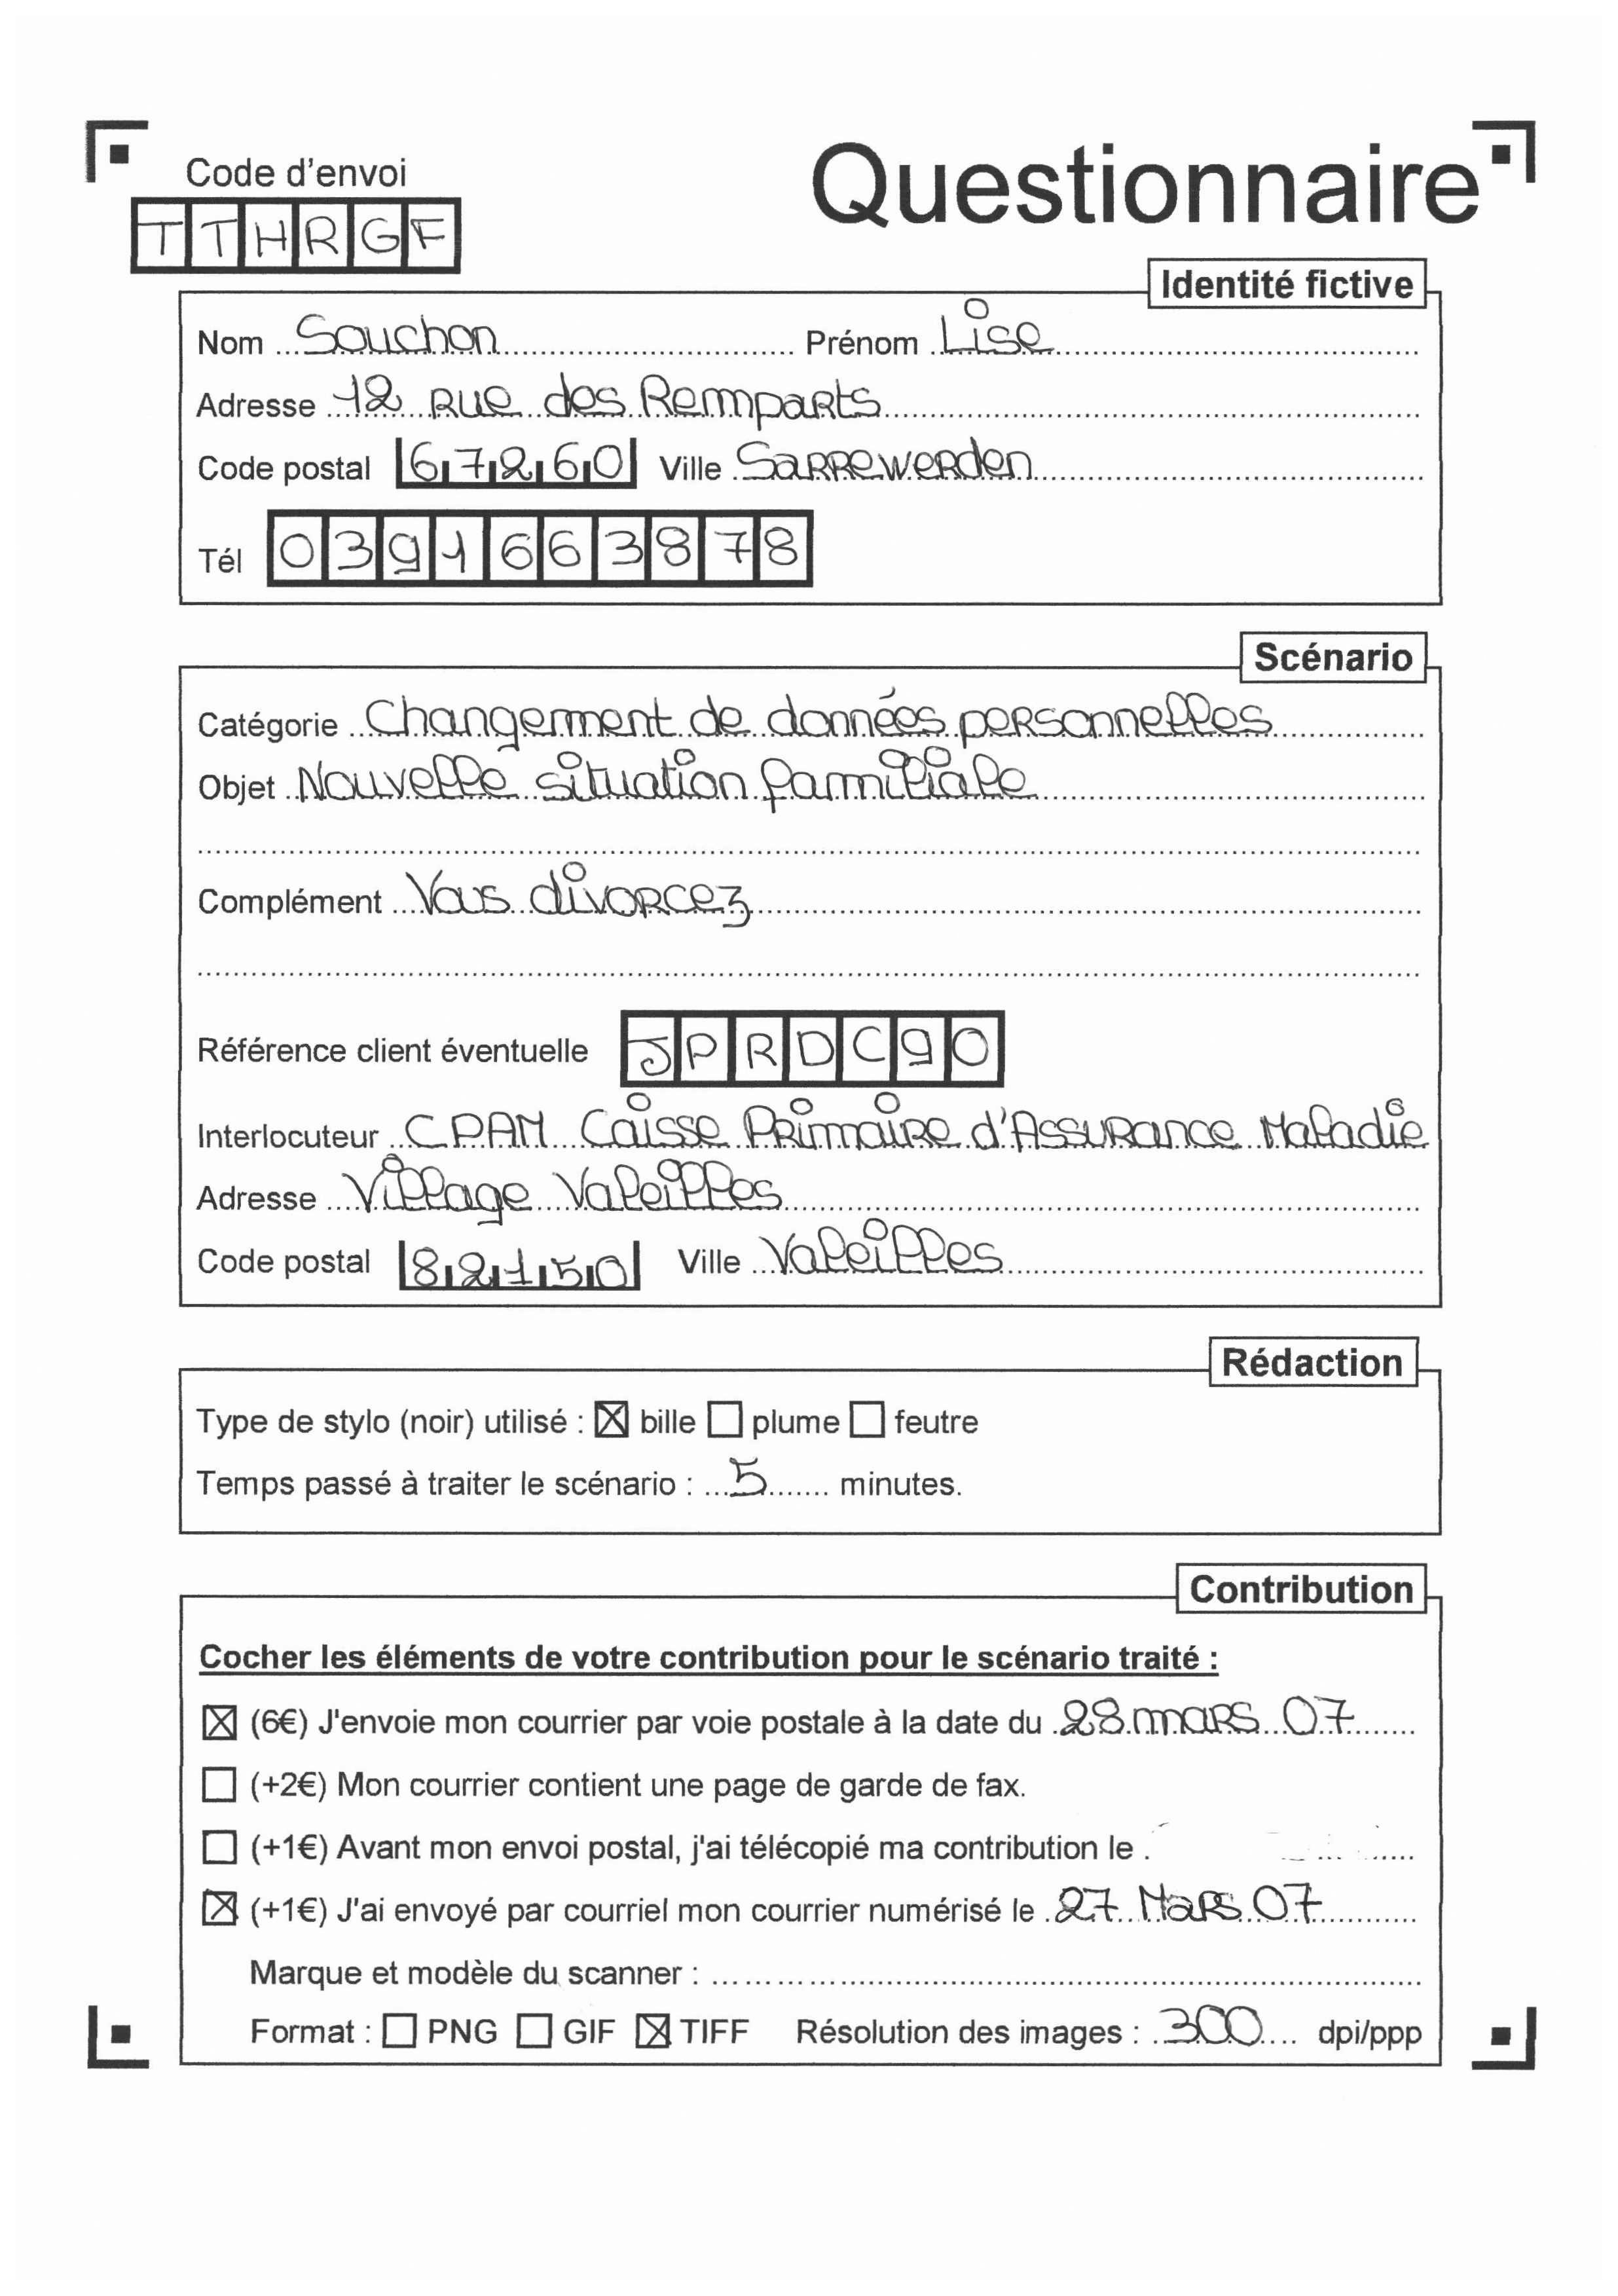 Code d'envoi
Questionnaire
TTHRGF
Identité fictive
Nom Souchon Prénom Lise
Adresse 12 Rue des Remparts
Code postal 67260 Ville Sarrewerden
Tél 0391663878
Scénario
Catégorie Changement de données personnelles
Objet Nouvelle situation familiale
Complément Vous divorcez
Référence client éventuelle JPRDC90
Interlocuteur CPAM Caisse Primaire d'Assurance Maladie
Adresse Village Valeilles
Code postal 82150 Ville Valeilles
Rédaction
Type de stylo (noir) utilisé : ☒ bille ☐ plume ☐ feutre
Temps passé à traiter le scénario : 5 minutes.
Contribution
Cocher les éléments de votre contribution pour le scénario traité :
☒ (6€) J'envoie mon courrier par voie postale à la date du 28 mars 07
☐ (+2€) Mon courrier contient une page de garde de fax.
☐ (+1€) Avant mon envoi postal, j'ai télécopié ma contribution le
☒ (+1€) J'ai envoyé par courriel mon courrier numérisé le 27 Mars 07
Marque et modèle du scanner :
Format : ☐ PNG ☐ GIF ☒ TIFF Résolution des images : 300 dpi/ppp